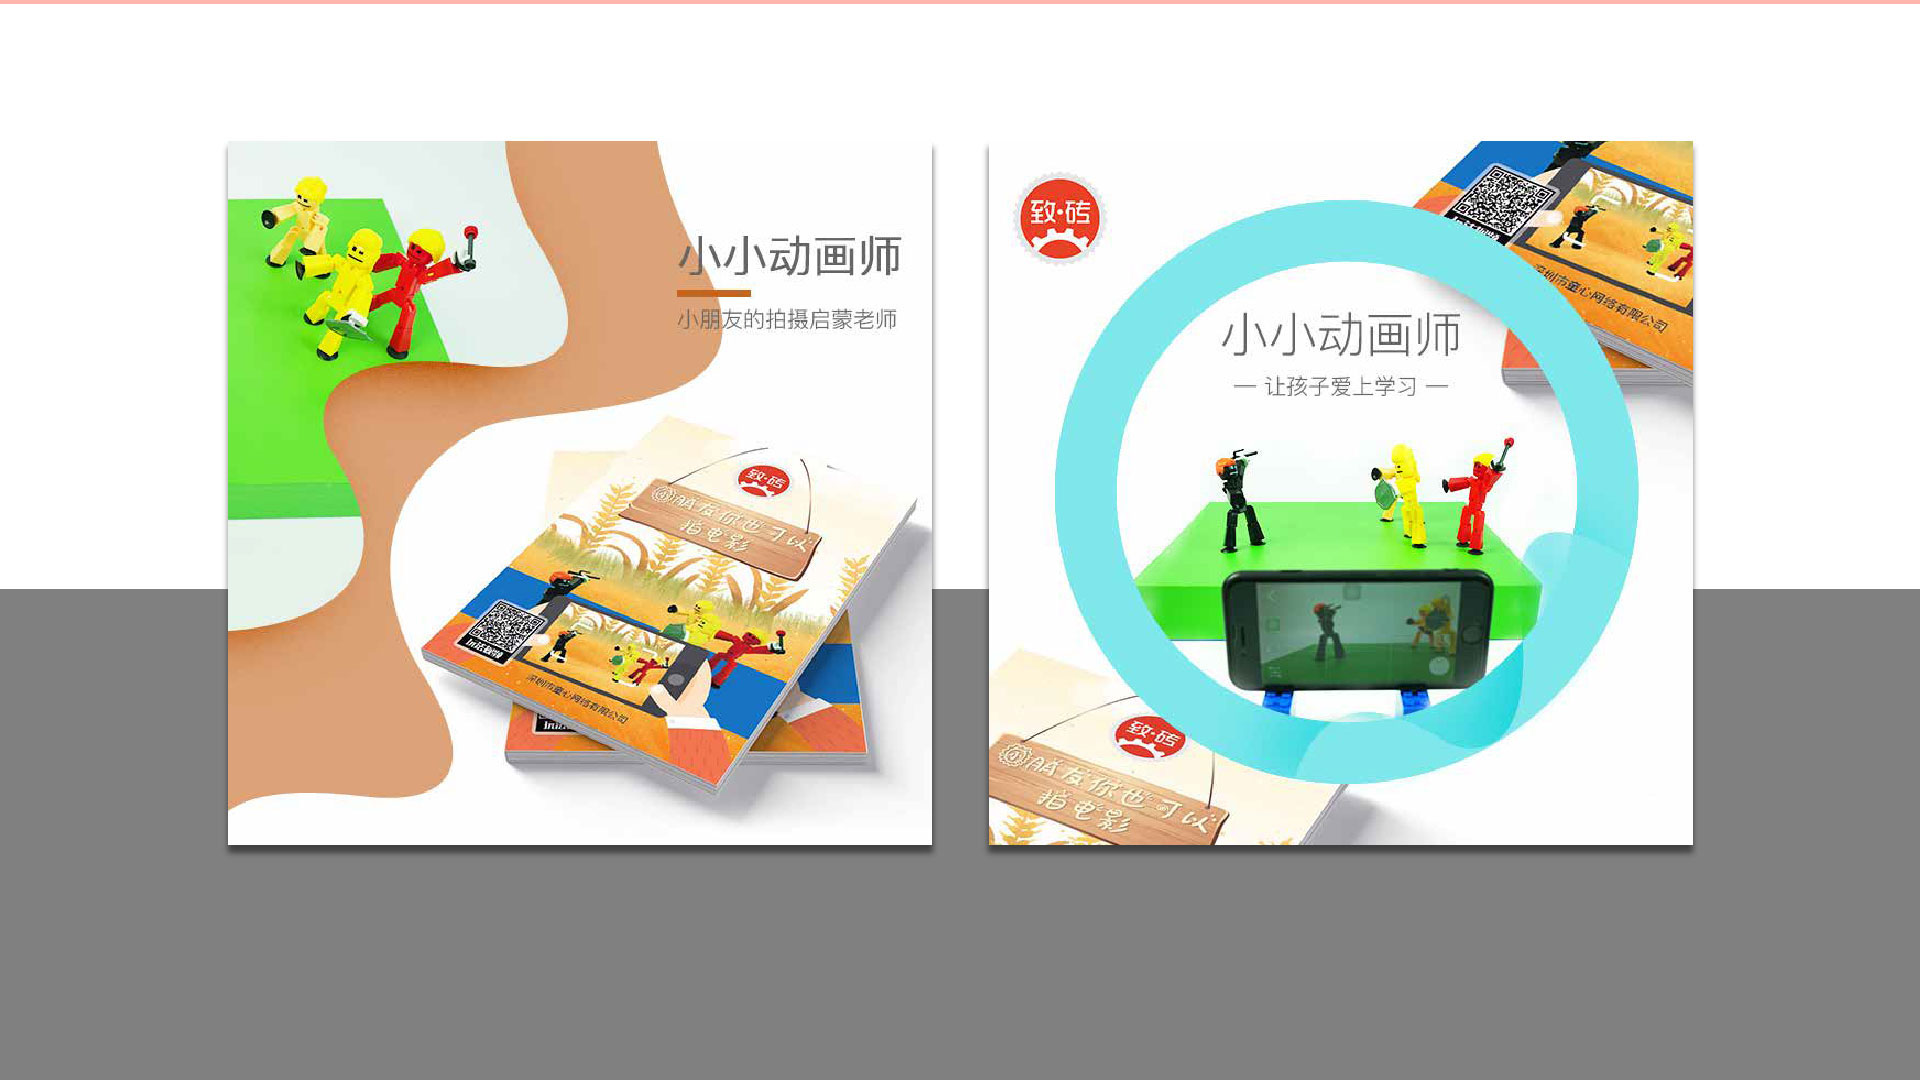 小小动画师
小朋友的拍摄启蒙老师
致·砖
小朋友你也可以
拍电影
深圳市童心网络有限公司
致·砖
小小动画师
— 让孩子爱上学习 —
深圳市童心网络有限公司
致·砖
小朋友你也可以
拍电影